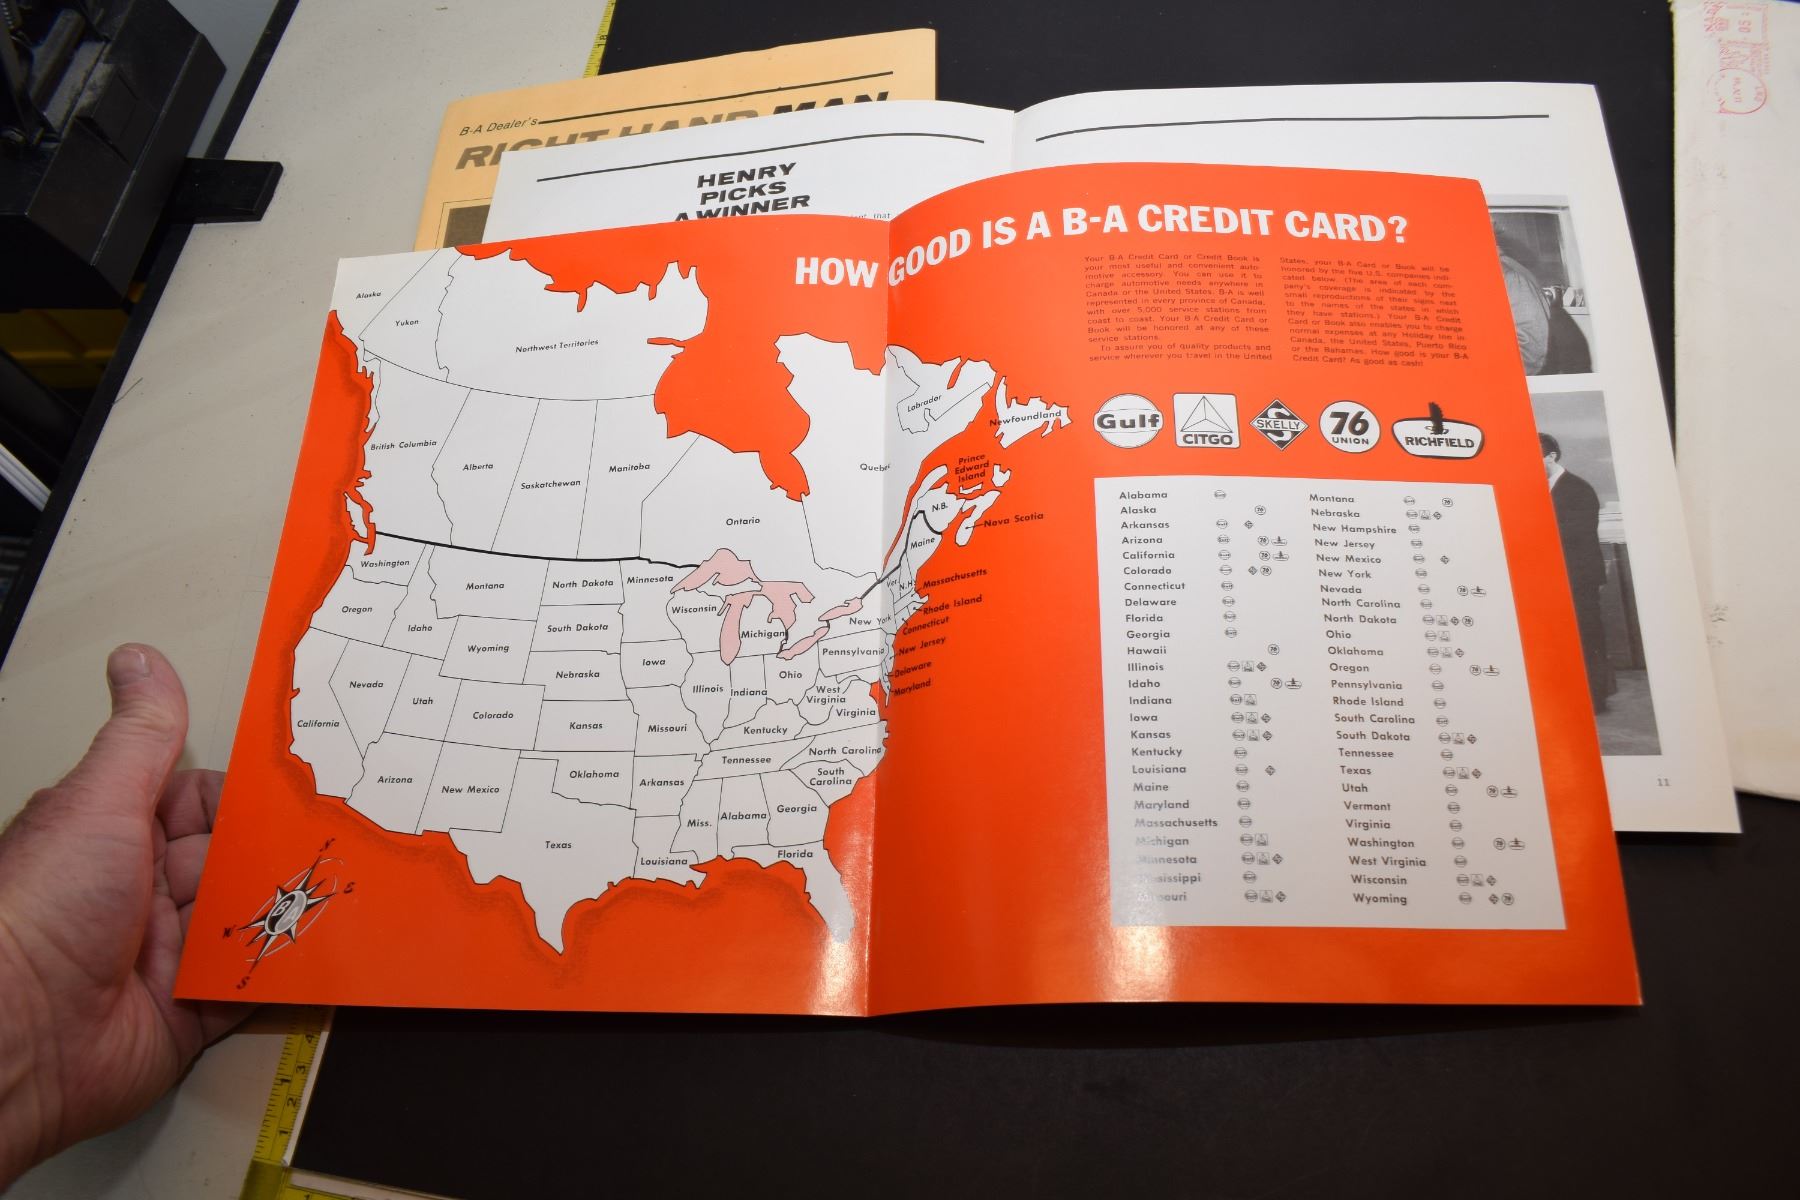 B-A Dealer's
RIGHT HAND MAN
HENRY
PICKS
A WINNER
that
HOW GOOD IS A B-A CREDIT CARD?
Your B-A Credit Card or Credit Book is
your most useful and convenient auto-
motive accessory. You can use it to
charge automotive needs anywhere in
Canada or the United States. B-A is well
represented in every province of Canada,
with over 5,000 service stations from
coast to coast. Your B-A Credit Card or
Book will be honored at any of these
service stations.
To assure you of quality products and
service wherever you travel in the United
States, your B-A Card or Book will be
honored by the five U.S. companies indi-
cated below. (The area of each com-
pany's coverage is indicated by the
small reproductions of their signs next
to the names of the states in which
they have stations.) Your B-A Credit
Card or Book also enables you to charge
normal expenses at any Holiday Inn in
Canada, the United States, Puerto Rico
or the Bahamas. How good is your B-A
Credit Card? As good as cash!
Gulf
CITGO
S
SKELLY
76
UNION
RICHFIELD
Alaska
Yukon
Northwest Territories
British Columbia
Alberta
Saskatchewan
Manitoba
Ontario
Quebec
Labrador
Newfoundland
Prince
Edward
Island
N.B.
Nova Scotia
Maine
Ver.
N.H.
Massachusetts
Rhode Island
Connecticut
New Jersey
Delaware
Maryland
Washington
Montana
North Dakota
Minnesota
Wisconsin
Michigan
New York
Oregon
Idaho
Wyoming
South Dakota
Iowa
Pennsylvania
Nebraska
Illinois
Indiana
Ohio
West
Virginia
Virginia
Nevada
Utah
Colorado
Kansas
Missouri
Kentucky
California
Arizona
New Mexico
Oklahoma
Arkansas
Tennessee
North Carolina
South
Carolina
Texas
Louisiana
Miss.
Alabama
Georgia
Florida
N
E
W
S
BA
Alabama
Alaska
Arkansas
Arizona
California
Colorado
Connecticut
Delaware
Florida
Georgia
Hawaii
Illinois
Idaho
Indiana
Iowa
Kansas
Kentucky
Louisiana
Maine
Maryland
Massachusetts
Michigan
Minnesota
Mississippi
Missouri
Montana
Nebraska
New Hampshire
New Jersey
New Mexico
New York
Nevada
North Carolina
North Dakota
Ohio
Oklahoma
Oregon
Pennsylvania
Rhode Island
South Carolina
South Dakota
Tennessee
Texas
Utah
Vermont
Virginia
Washington
West Virginia
Wisconsin
Wyoming
11